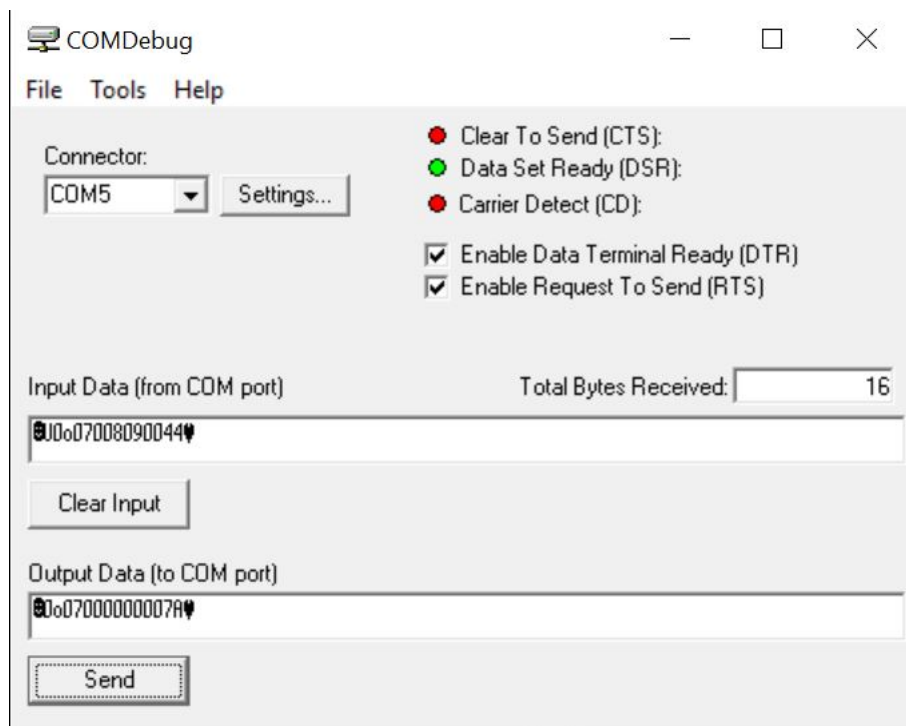 COMDebug
File Tools Help
Connector:
COM5
Settings...
Clear To Send (CTS):
Data Set Ready (DSR):
Carrier Detect (CD):
Enable Data Terminal Ready (DTR)
Enable Request To Send (RTS)
Input Data (from COM port)
Total Bytes Received: 16
☻U0o07008090044♥
Clear Input
Output Data (to COM port)
☻0o07000000007A♥
Send